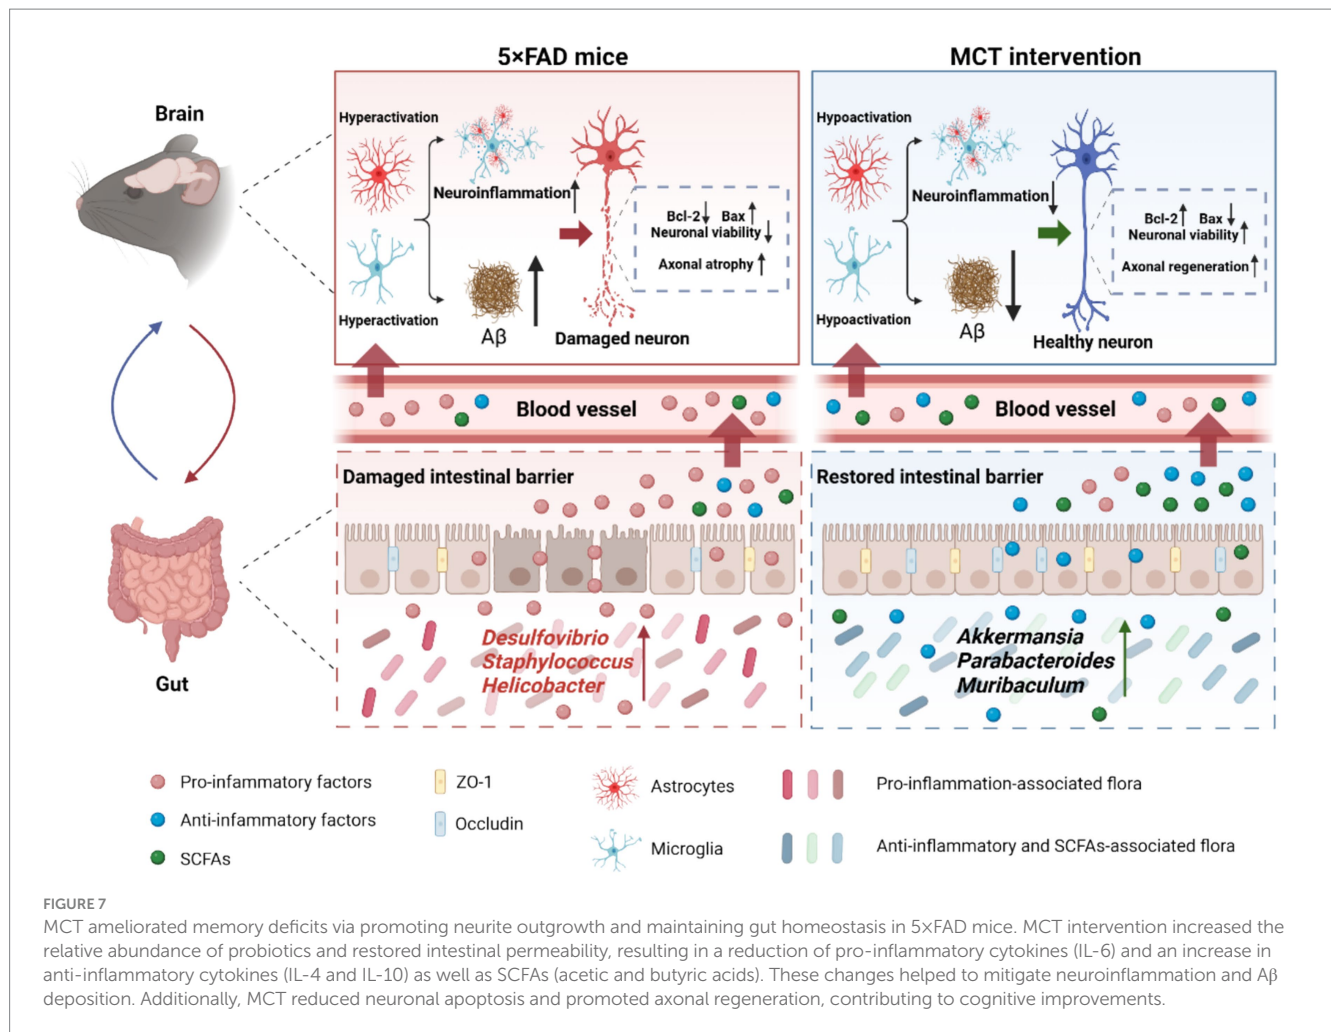 5×FAD mice
MCT intervention
Brain
Hyperactivation
Neuroinflammation
Bcl-2 Bax
Neuronal viability
Axonal atrophy
Hyperactivation
Aβ
Damaged neuron
Hypoactivation
Neuroinflammation
Bcl-2 Bax
Neuronal viability
Axonal regeneration
Hypoactivation
Aβ
Healthy neuron
Blood vessel
Blood vessel
Damaged intestinal barrier
Restored intestinal barrier
Gut
Desulfovibrio
Staphylococcus
Helicobacter
Akkermansia
Parabacteroides
Muribaculum
Pro-infammatory factors
Anti-infammatory factors
SCFAs
ZO-1
Occludin
Astrocytes
Microglia
Pro-inflammation-associated flora
Anti-inflammatory and SCFAs-associated flora
FIGURE 7
MCT ameliorated memory deficits via promoting neurite outgrowth and maintaining gut homeostasis in 5×FAD mice. MCT intervention increased the
relative abundance of probiotics and restored intestinal permeability, resulting in a reduction of pro-inflammatory cytokines (IL-6) and an increase in
anti-inflammatory cytokines (IL-4 and IL-10) as well as SCFAs (acetic and butyric acids). These changes helped to mitigate neuroinflammation and Aβ
deposition. Additionally, MCT reduced neuronal apoptosis and promoted axonal regeneration, contributing to cognitive improvements.